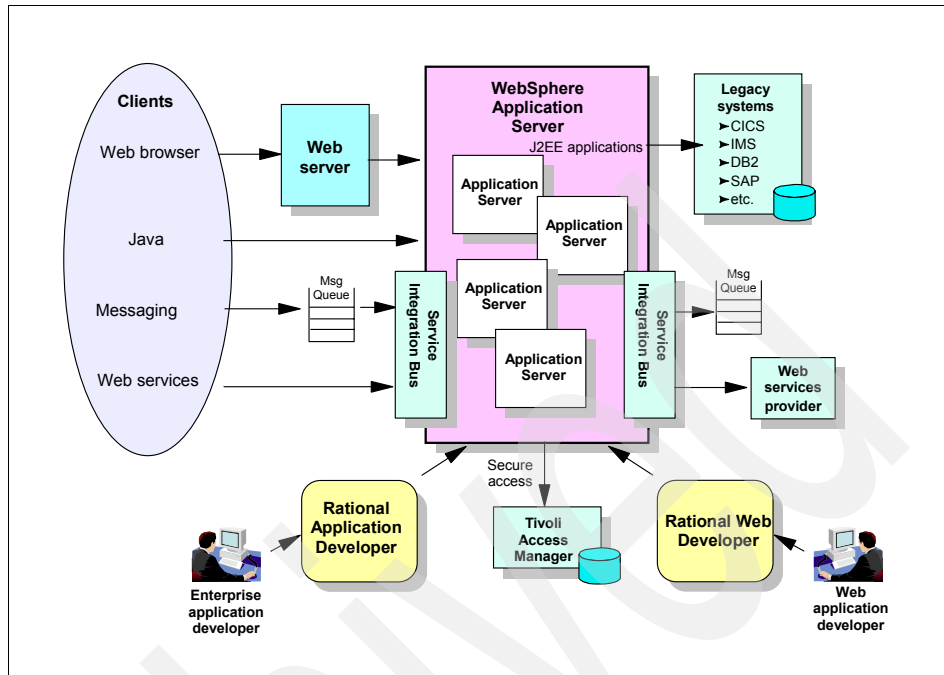 Clients
Web browser
Java
Messaging
Web services
Web
server
Msg
Queue
WebSphere
Application
Server
J2EE applications
Application
Server
Application
Server
Application
Server
Application
Server
Service
Integration Bus
Service
Integration Bus
Legacy
systems
➤CICS
➤IMS
➤DB2
➤SAP
➤etc.
Msg
Queue
Web
services
provider
Secure
access
Rational
Application
Developer
Tivoli
Access
Manager
Rational Web
Developer
Enterprise
application
developer
Web
application
developer